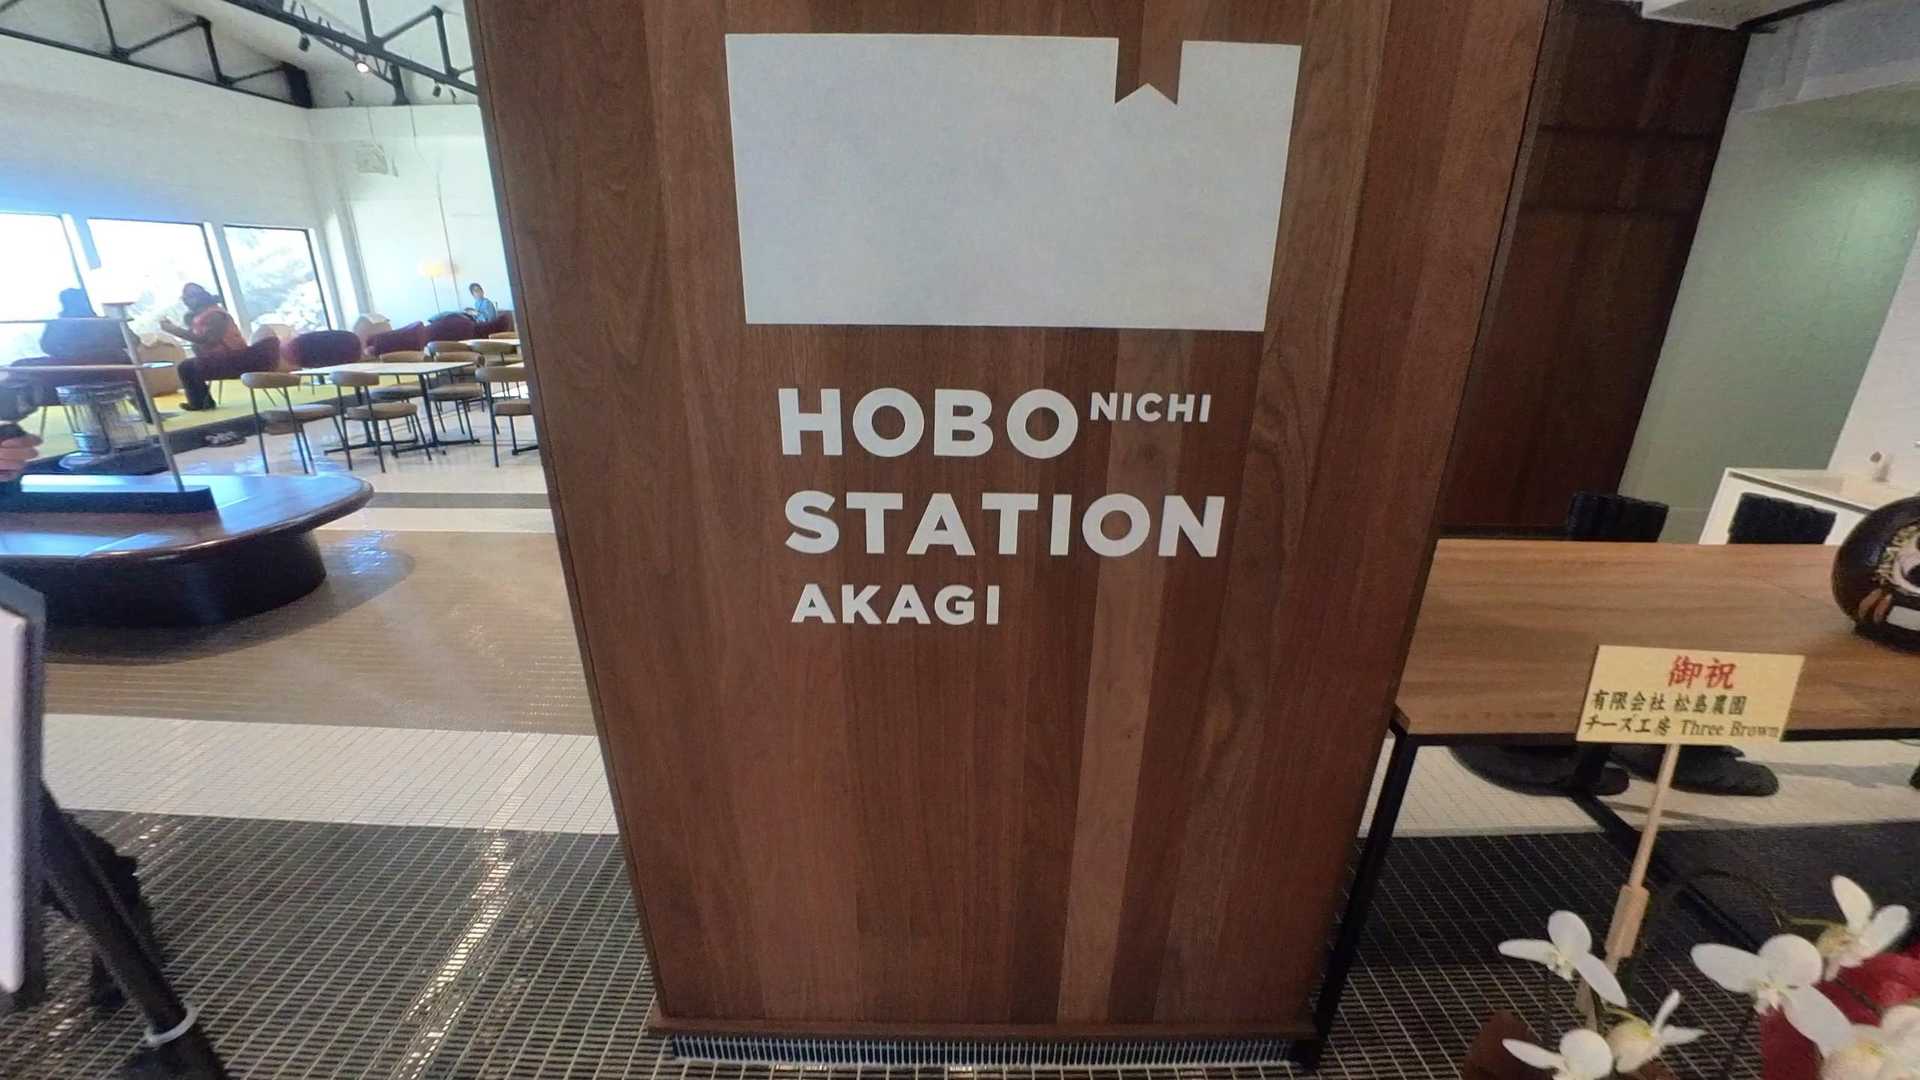 HOBO NICHI
STATION
AKAGI
御祝
有限会社 松島農園
チーズ工房 Three Brown